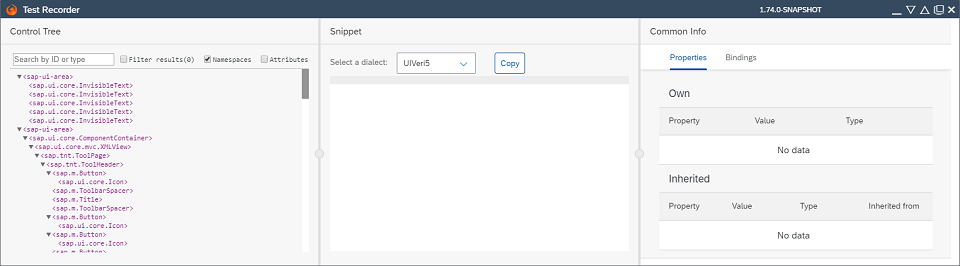 Test Recorder
1.74.0-SNAPSHOT
Control Tree
Search by ID or type
Filter results(0)
Namespaces
Attributes
<sap-ui-area>
<sap.ui.core.InvisibleText>
<sap.ui.core.InvisibleText>
<sap.ui.core.InvisibleText>
<sap.ui.core.InvisibleText>
<sap-ui-area>
<sap.ui.core.ComponentContainer>
<sap.ui.core.mvc.XMLView>
<sap.tnt.ToolPage>
<sap.tnt.ToolHeader>
<sap.m.Button>
<sap.ui.core.Icon>
<sap.m.ToolbarSpacer>
<sap.m.Title>
<sap.m.ToolbarSpacer>
<sap.m.Button>
<sap.ui.core.Icon>
<sap.m.Button>
<sap.ui.core.Icon>
<sap.m.Button>
Snippet
Select a dialect:
UIVeri5
Copy
Common Info
Properties
Bindings
Own
Property Value Type
No data
Inherited
Property Value Type Inherited from
No data